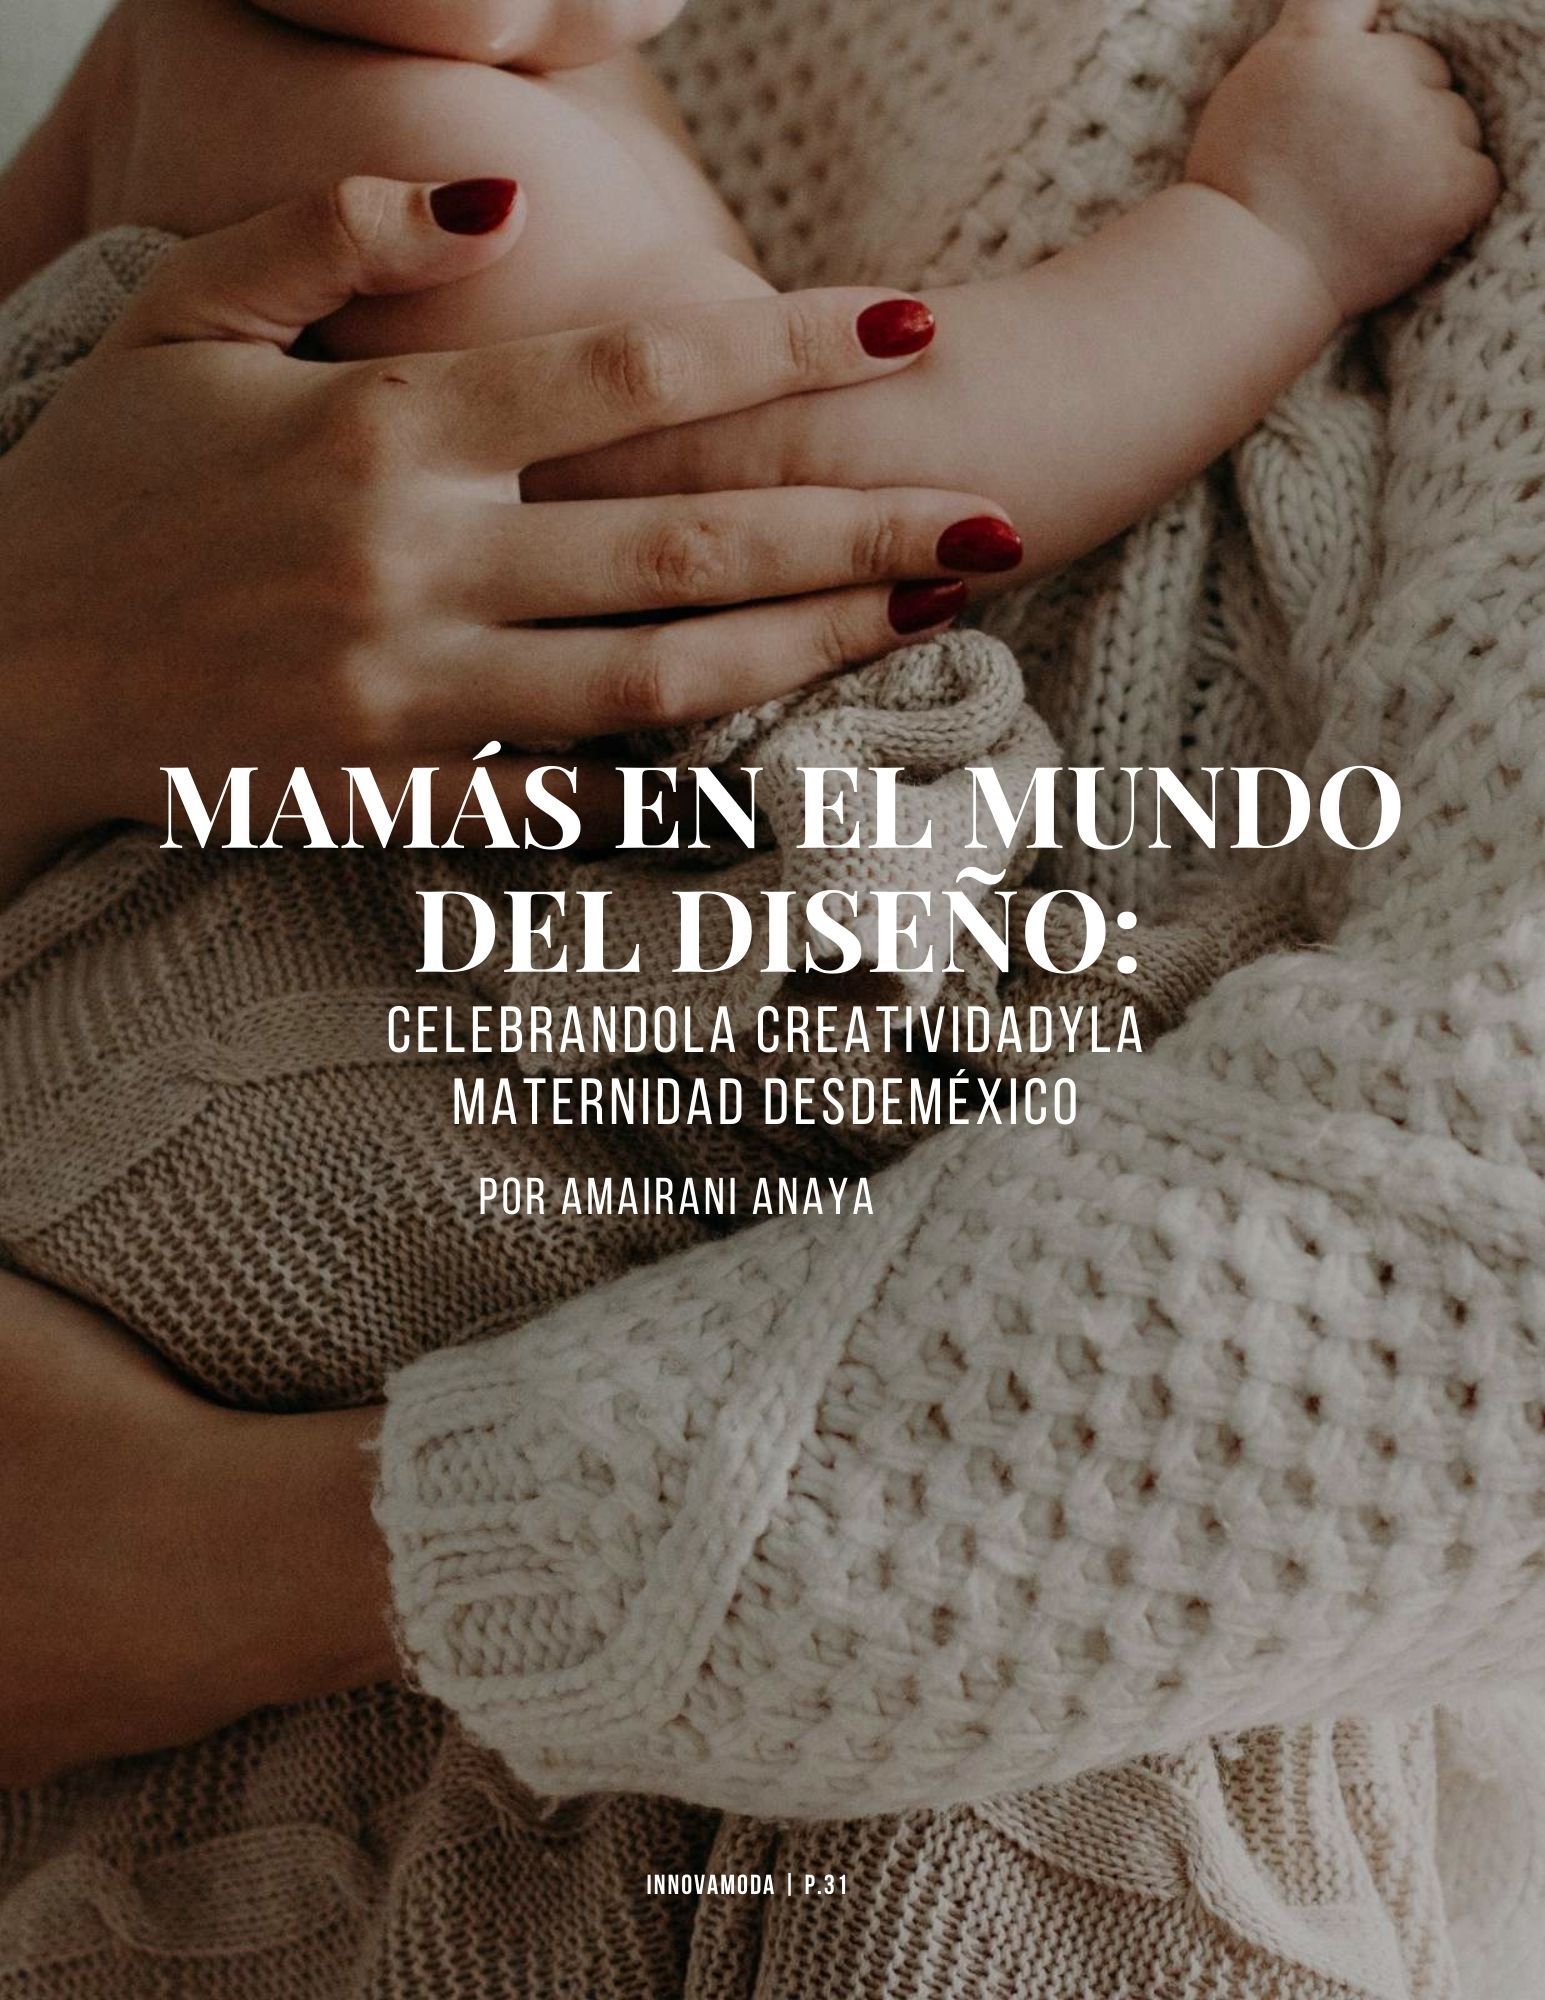 MAMÁS EN EL MUNDO
DEL DISEÑO:
CELEBRANDOLA CREATIVIDADYLA
MATERNIDAD DESDEMÉXICO
POR AMAIRANI ANAYA
INNOVAMODA | P.31